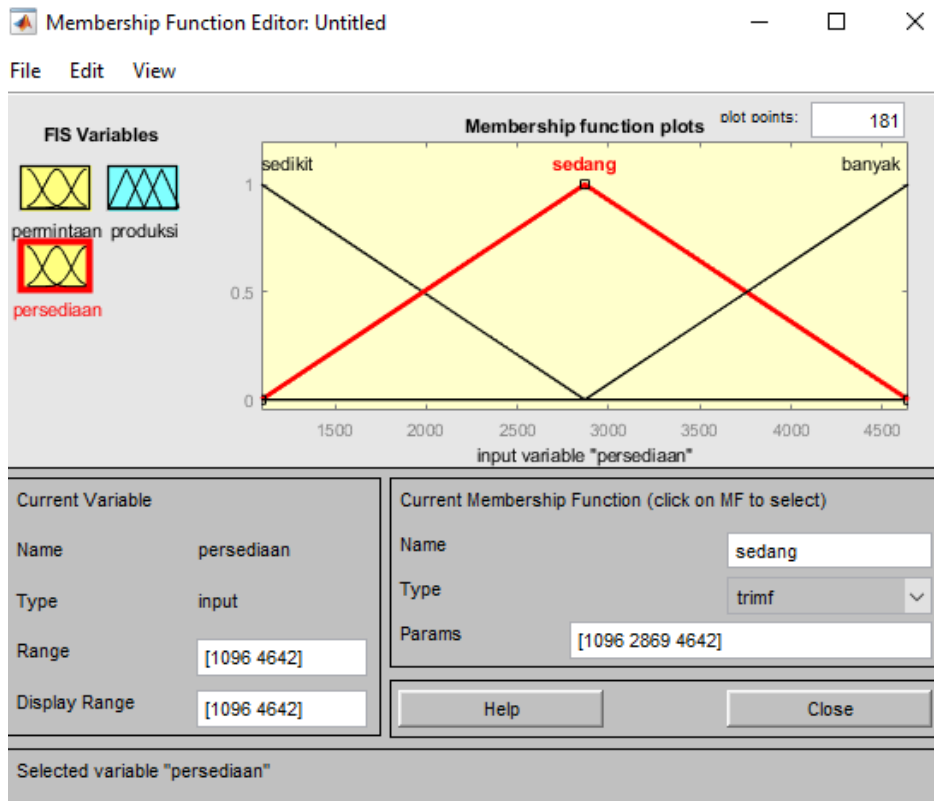 Membership Function Editor: Untitled
File Edit View
FIS Variables
permintaan produksi
persediaan
Membership function plots plot points: 181
sedikit sedang banyak
1
0.5
0
1500 2000 2500 3000 3500 4000 4500
input variable "persediaan"
Current Variable
Name persediaan
Type input
Range [1096 4642]
Display Range [1096 4642]
Current Membership Function (click on MF to select)
Name sedang
Type trimf
Params [1096 2869 4642]
Help Close
Selected variable "persediaan"